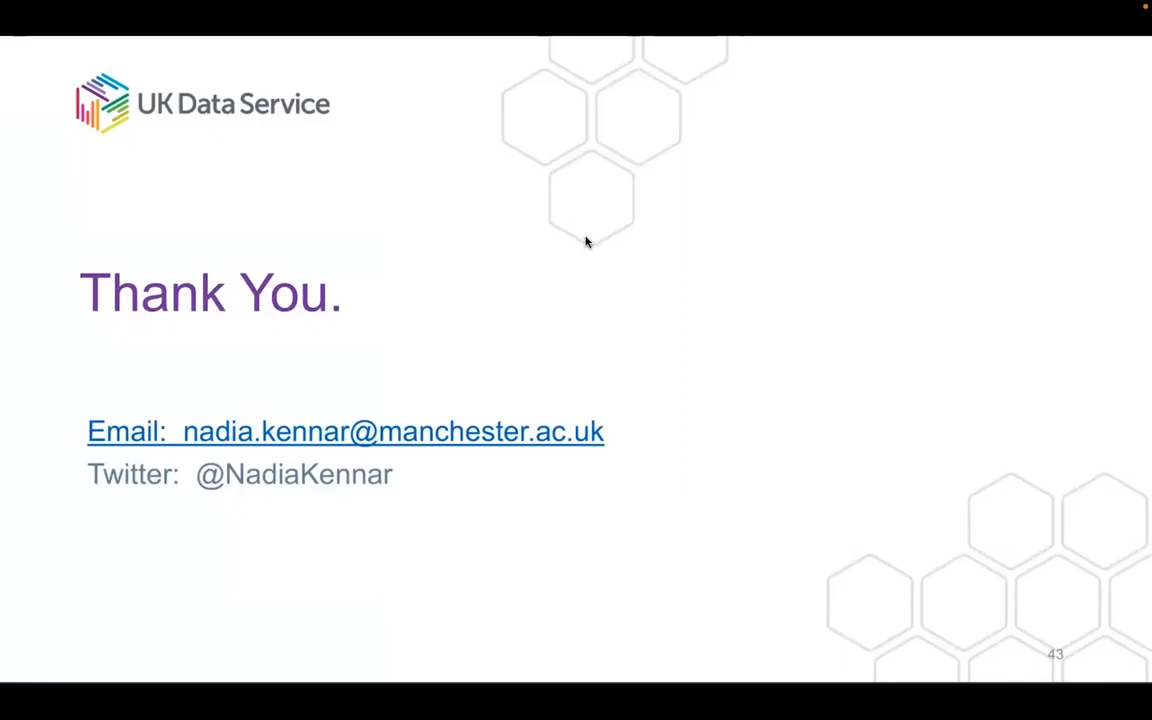 UK Data Service
Thank You.
Email:  nadia.kennar@manchester.ac.uk
Twitter:  @NadiaKennar
43